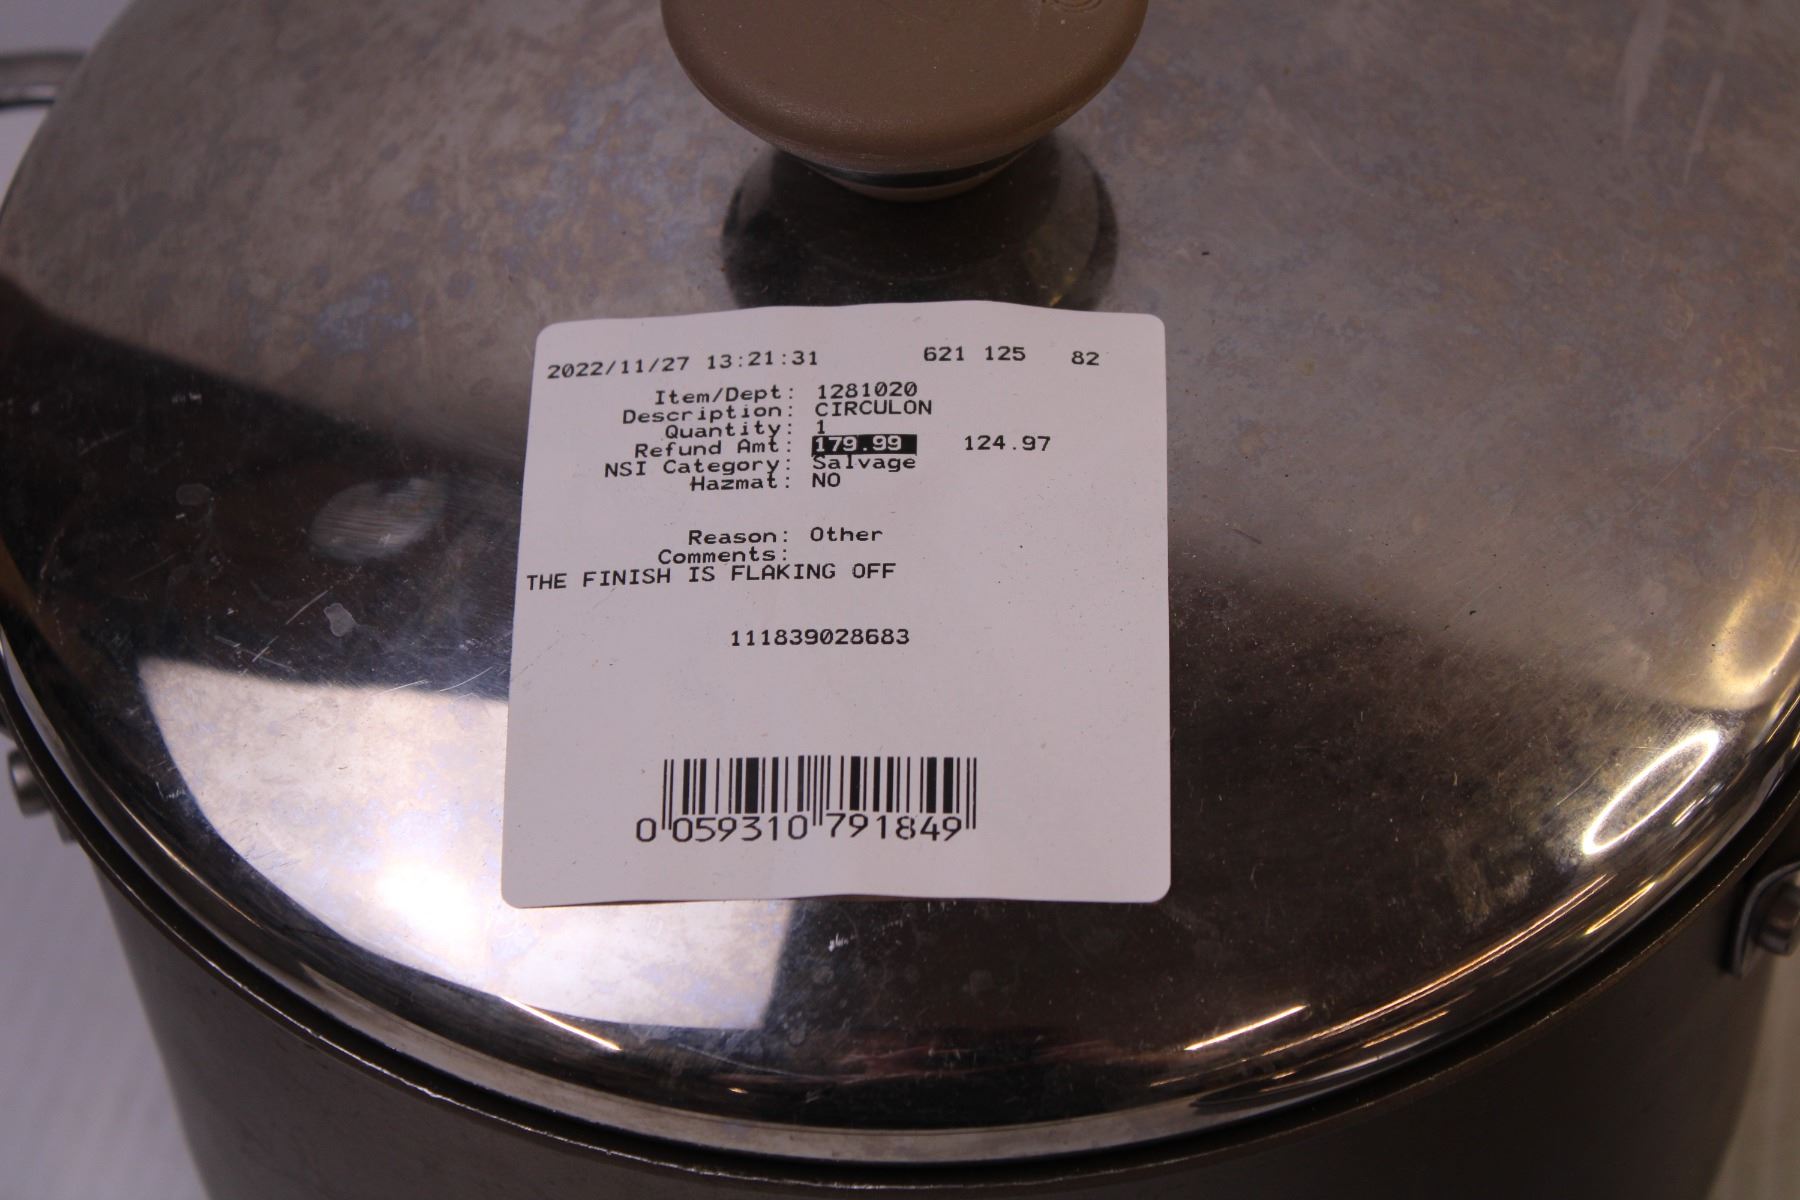 2022/11/27 13:21:31 621 125 82
Item/Dept: 1281020
Description: CIRCULON
Quantity: 1
Refund Amt: 179.99 124.97
NSI Category: Salvage
Hazmat: NO
Reason: Other
Comments:
THE FINISH IS FLAKING OFF
111839028683
0 059310 791849